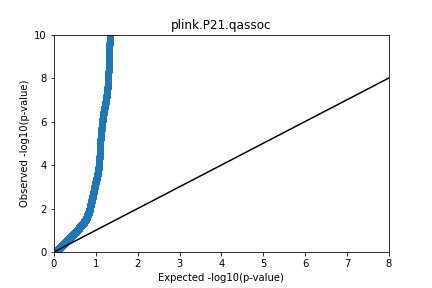 plink.P21.qassoc
10
8
6
4
2
0
Observed -log10(p-value)
0 1 2 3 4 5 6 7 8
Expected -log10(p-value)